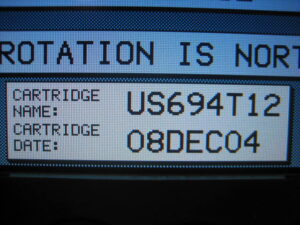 ROTATION IS NORT
CARTRIDGE NAME: US694T12
CARTRIDGE DATE: 08DEC04